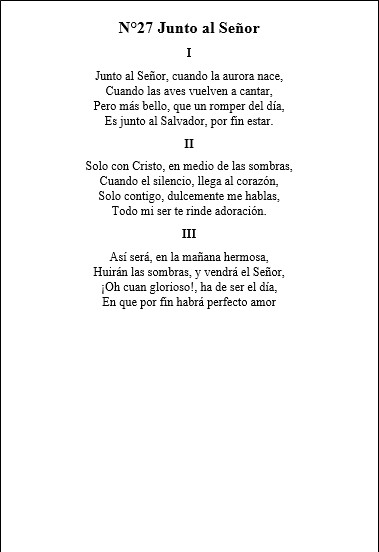 N°27 Junto al Señor
I
Junto al Señor, cuando la aurora nace,
Cuando las aves vuelven a cantar,
Pero más bello, que un romper del día,
Es junto al Salvador, por fin estar.
II
Solo con Cristo, en medio de las sombras,
Cuando el silencio, llega al corazón,
Solo contigo, dulcemente me hablas,
Todo mi ser te rinde adoración.
III
Así será, en la mañana hermosa,
Huirán las sombras, y vendrá el Señor,
¡Oh cuan glorioso!, ha de ser el día,
En que por fin habrá perfecto amor